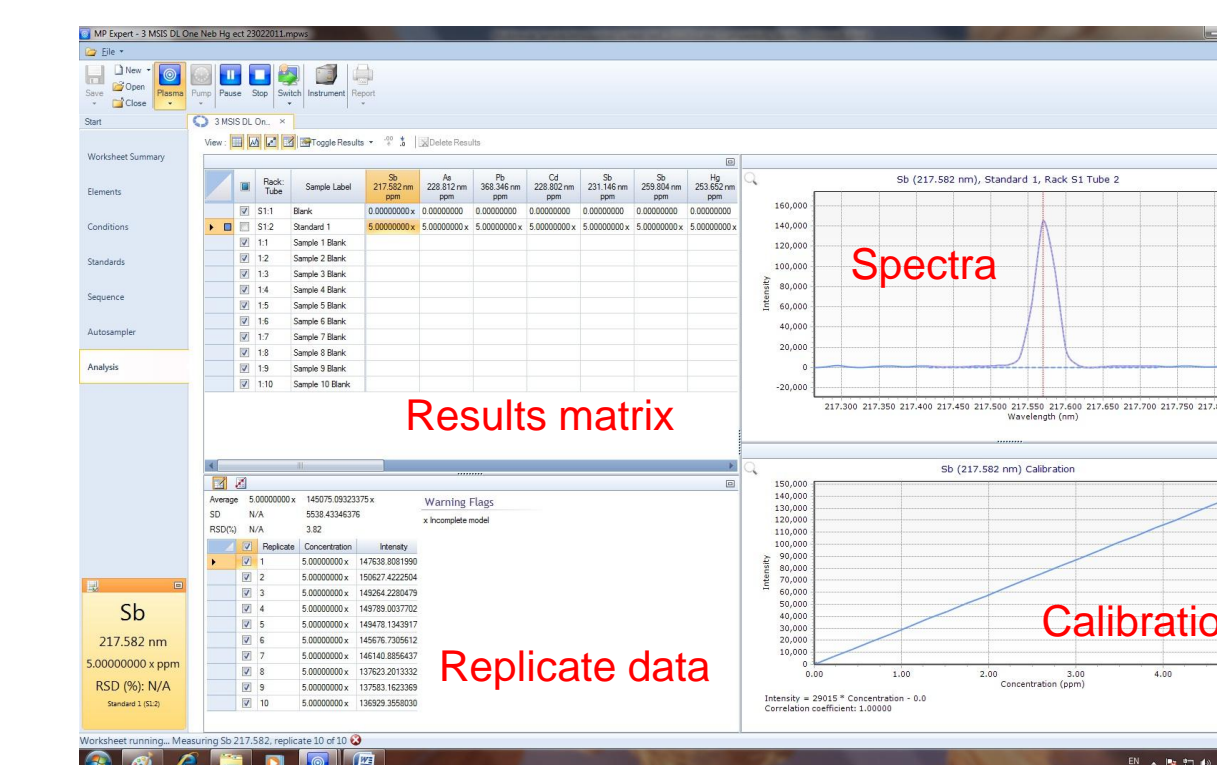 MP Expert - 3 MSIS DL One Neb Hg ect 23022011.mpws
File
New
Open
Close
Save
Plasma
Pump
Pause
Stop
Switch
Instrument
Report
Start
3 MSIS DL On..
View :
Toggle Results
Delete Results
Worksheet Summary
Elements
Conditions
Standards
Sequence
Autosampler
Analysis
Rack: Tube Sample Label Sb 217.582 nm ppm As 228.812 nm ppm Pb 368.346 nm ppm Cd 228.802 nm ppm Sb 231.146 nm ppm Sb 259.804 nm ppm Hg 253.652 nm ppm
S1:1 Blank 0.00000000 x 0.00000000 0.00000000 0.00000000 0.00000000 0.00000000 0.00000000
S1:2 Standard 1 5.00000000 x 5.00000000 x 5.00000000 x 5.00000000 x 5.00000000 x 5.00000000 x 5.00000000 x
1:1 Sample 1 Blank
1:2 Sample 2 Blank
1:3 Sample 3 Blank
1:4 Sample 4 Blank
1:5 Sample 5 Blank
1:6 Sample 6 Blank
1:7 Sample 7 Blank
1:8 Sample 8 Blank
1:9 Sample 9 Blank
1:10 Sample 10 Blank
Results matrix
Sb (217.582 nm), Standard 1, Rack S1 Tube 2
Spectra
Intensity
160,000
140,000
120,000
100,000
80,000
60,000
40,000
20,000
0
-20,000
217.300 217.350 217.400 217.450 217.500 217.550 217.600 217.650 217.700 217.750
Wavelength (nm)
Average 5.00000000 x 145075.09323375 x
SD N/A 5538.43346376
RSD(%) N/A 3.82
Warning Flags
x Incomplete model
Replicate Concentration Intensity
1 5.00000000 x 147638.8081990
2 5.00000000 x 150627.4222504
3 5.00000000 x 149264.2280479
4 5.00000000 x 149789.0037702
5 5.00000000 x 149478.1343917
6 5.00000000 x 145676.7305612
7 5.00000000 x 146140.8856437
8 5.00000000 x 137623.2013332
9 5.00000000 x 137583.1623369
10 5.00000000 x 136929.3558030
Replicate data
Sb (217.582 nm) Calibration
Intensity
150,000
140,000
130,000
120,000
110,000
100,000
90,000
80,000
70,000
60,000
50,000
40,000
30,000
20,000
10,000
0
0.00 1.00 2.00 3.00 4.00
Concentration (ppm)
Calibratio
Intensity = 29015 * Concentration - 0.0
Correlation coefficient: 1.00000
Sb
217.582 nm
5.00000000 x ppm
RSD (%): N/A
Standard 1 (S1:2)
Worksheet running... Measuring Sb 217.582, replicate 10 of 10
EN